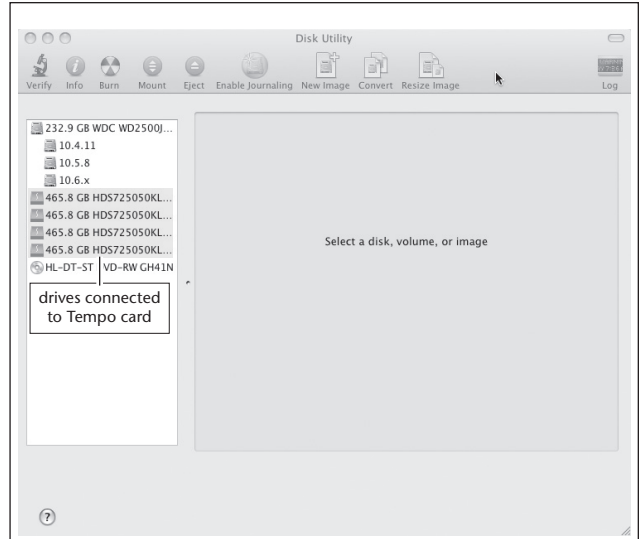 Disk Utility
Verify Info Burn Mount Eject Enable Journaling New Image Convert Resize Image Log
232.9 GB WDC WD2500J...
10.4.11
10.5.8
10.6.x
465.8 GB HDS725050KL...
465.8 GB HDS725050KL...
465.8 GB HDS725050KL...
465.8 GB HDS725050KL...
HL-DT-ST VD-RW GH41N
Select a disk, volume, or image
drives connected
to Tempo card
?